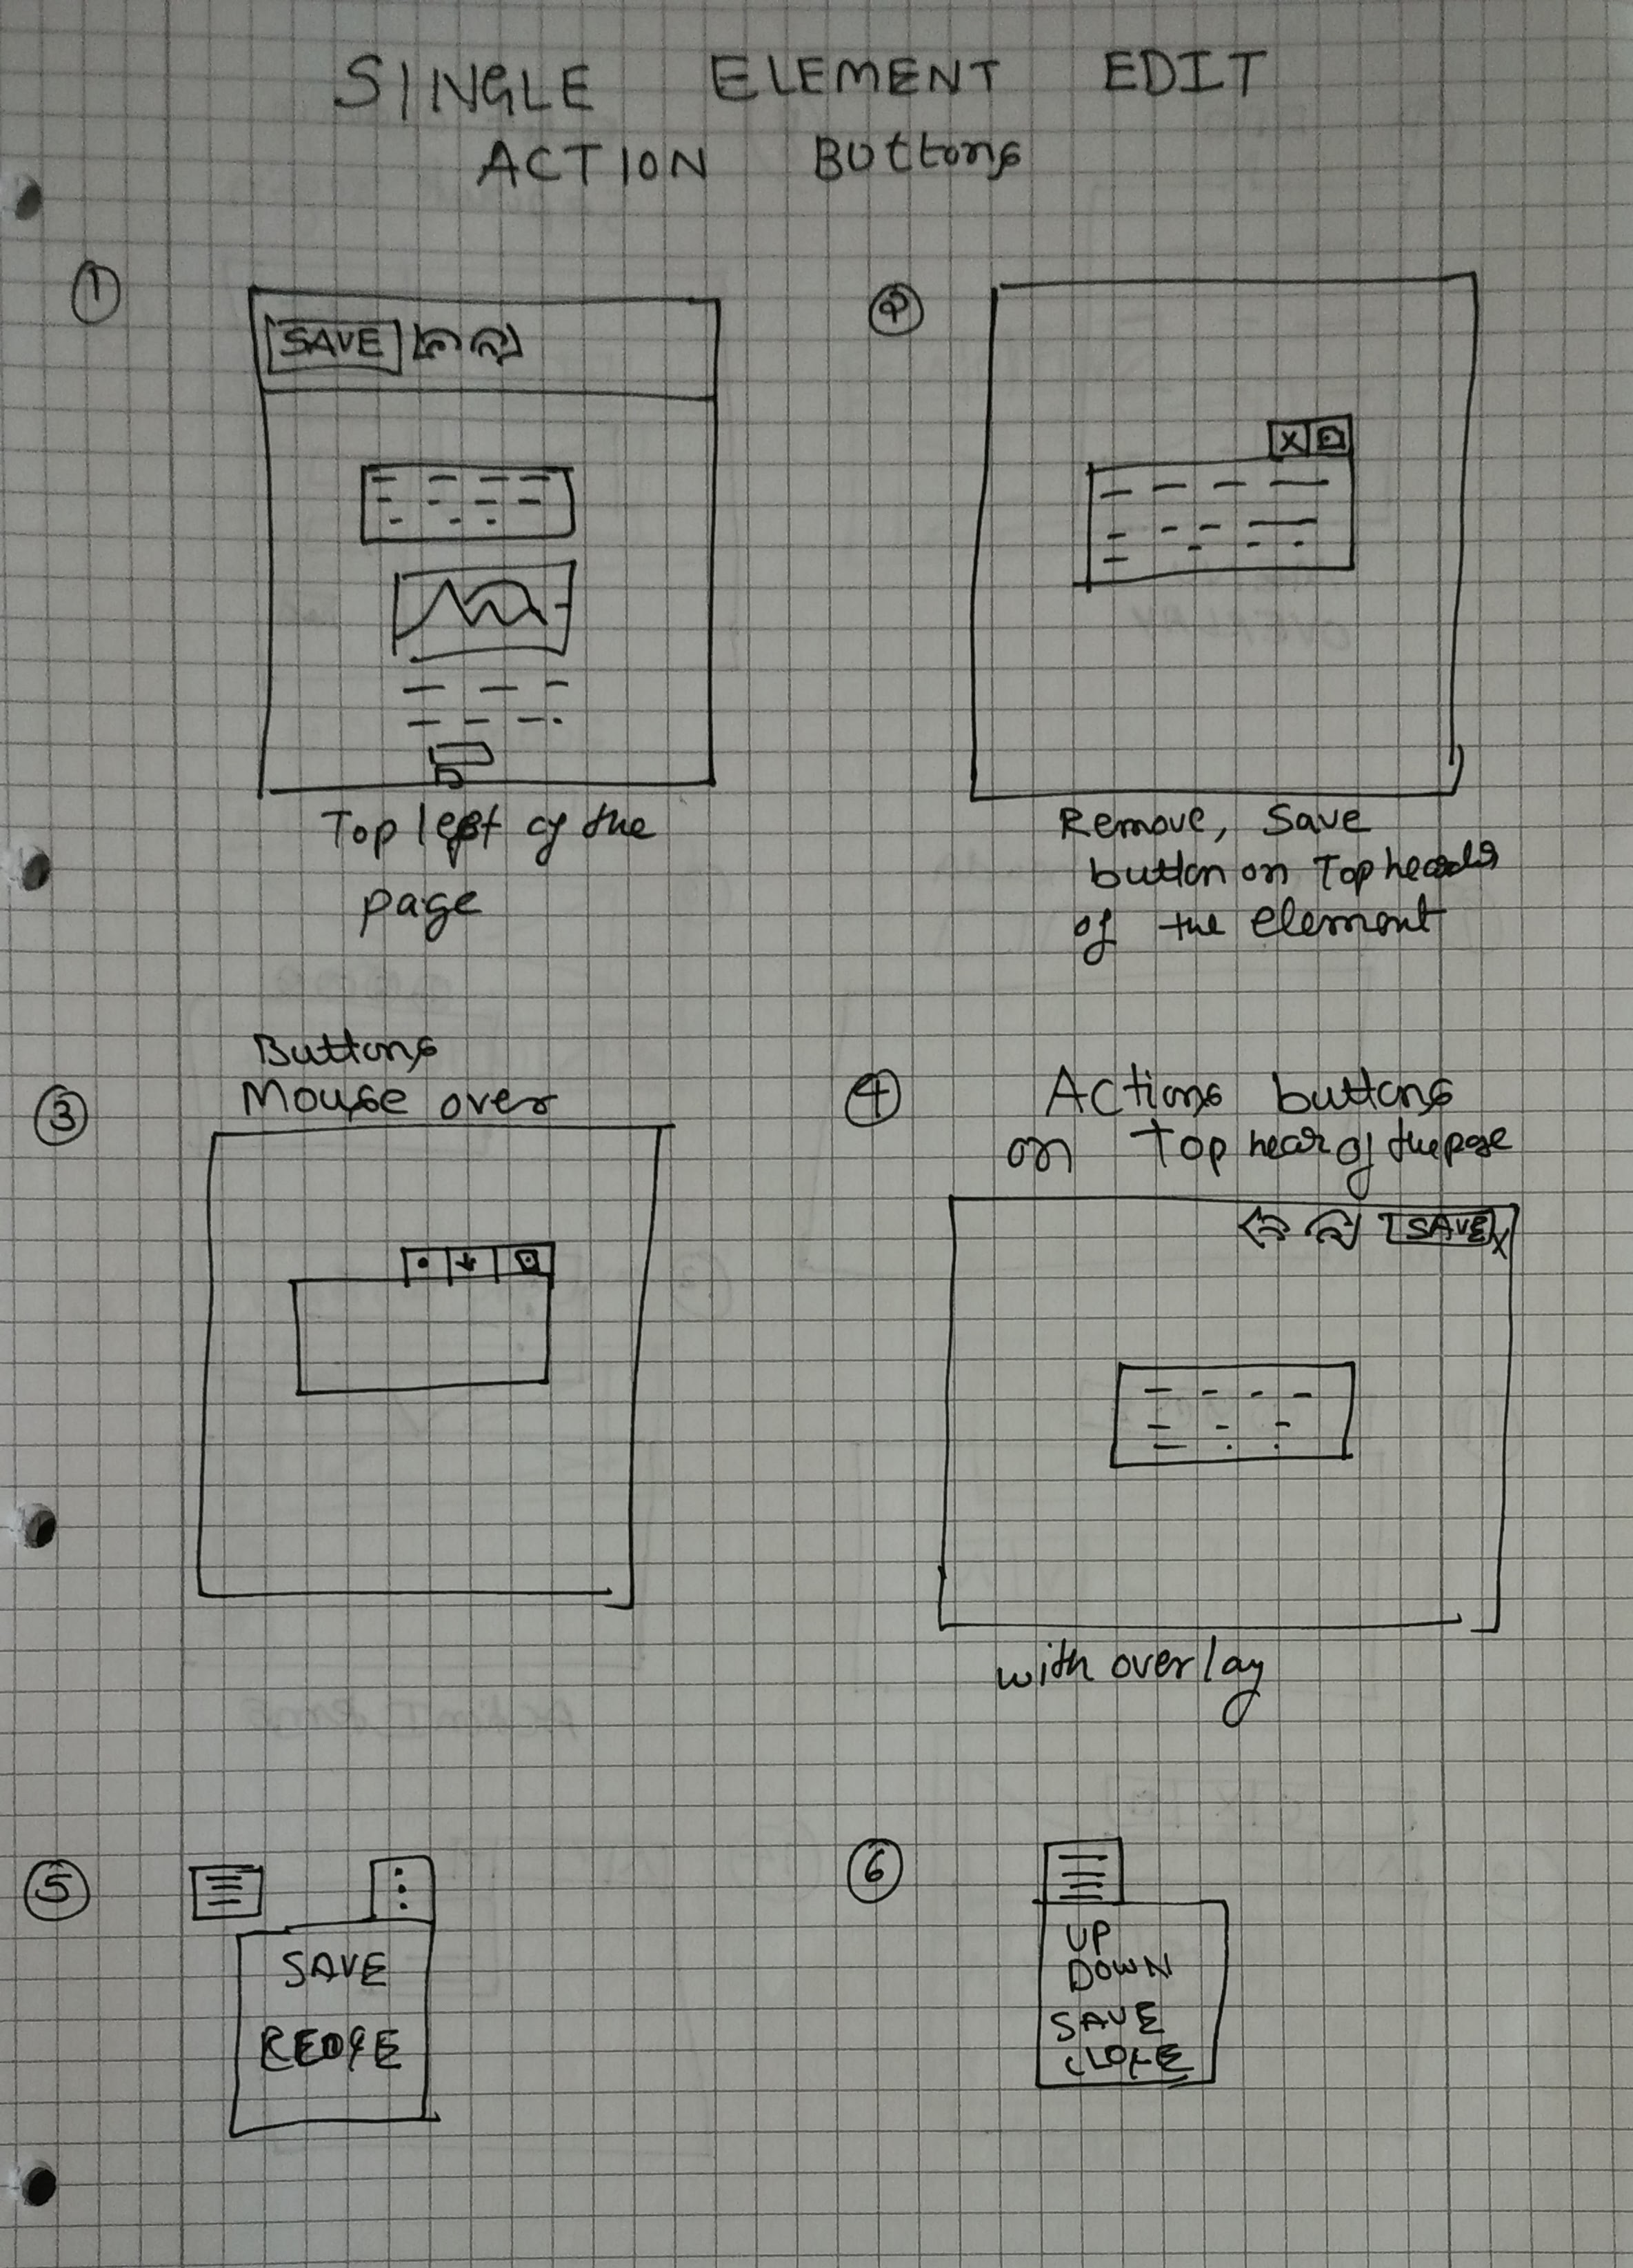 SINGLE ELEMENT EDIT
ACTION Buttons
1
SAVE
Top left of the
page
2
X
Remove, Save
button on Top header
of the element
3
Buttons
Mouse over
4
Actions buttons
on Top hear of the page
SAVE X
with overlay
5
SAVE
6
UP
DOWN
SAVE
CLOSE